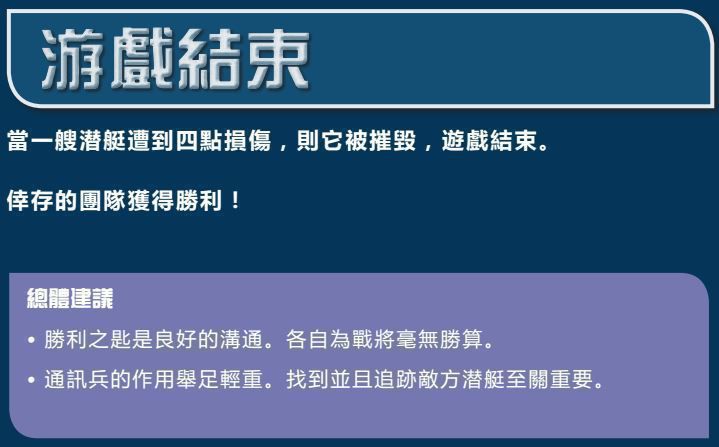 游戲結束
當一艘潛艇遭到四點損傷，則它被摧毀，遊戲結束。
倖存的團隊獲得勝利！
總體建議
• 勝利之匙是良好的溝通。各自為戰將毫無勝算。
• 通訊兵的作用舉足輕重。找到並且追跡敵方潛艇至關重要。